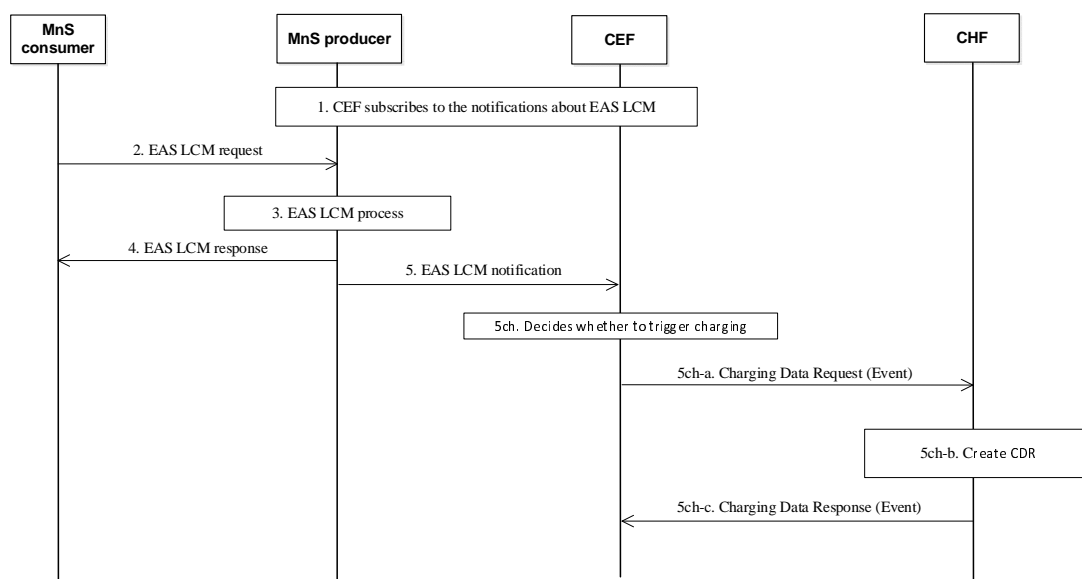 MnS
consumer
MnS producer
CEF
CHF
1. CEF subscribes to the notifications about EAS LCM
2. EAS LCM request
3. EAS LCM process
4. EAS LCM response
5. EAS LCM notification
5ch. Decides whether to trigger charging
5ch-a. Charging Data Request (Event)
5ch-b. Create CDR
5ch-c. Charging Data Response (Event)